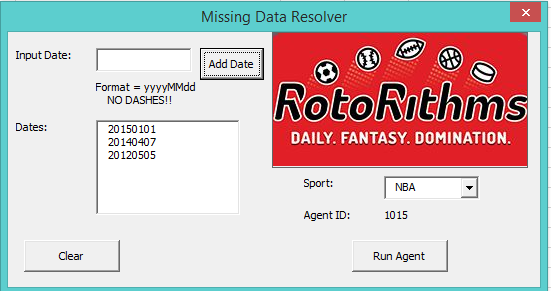 Missing Data Resolver
Input Date:
Add Date
Format = yyyyMMdd
NO DASHES!!
RotoRithms
DAILY. FANTASY. DOMINATION.
Dates:
20150101
20140407
20120505
Sport:
NBA
Agent ID:
1015
Clear
Run Agent